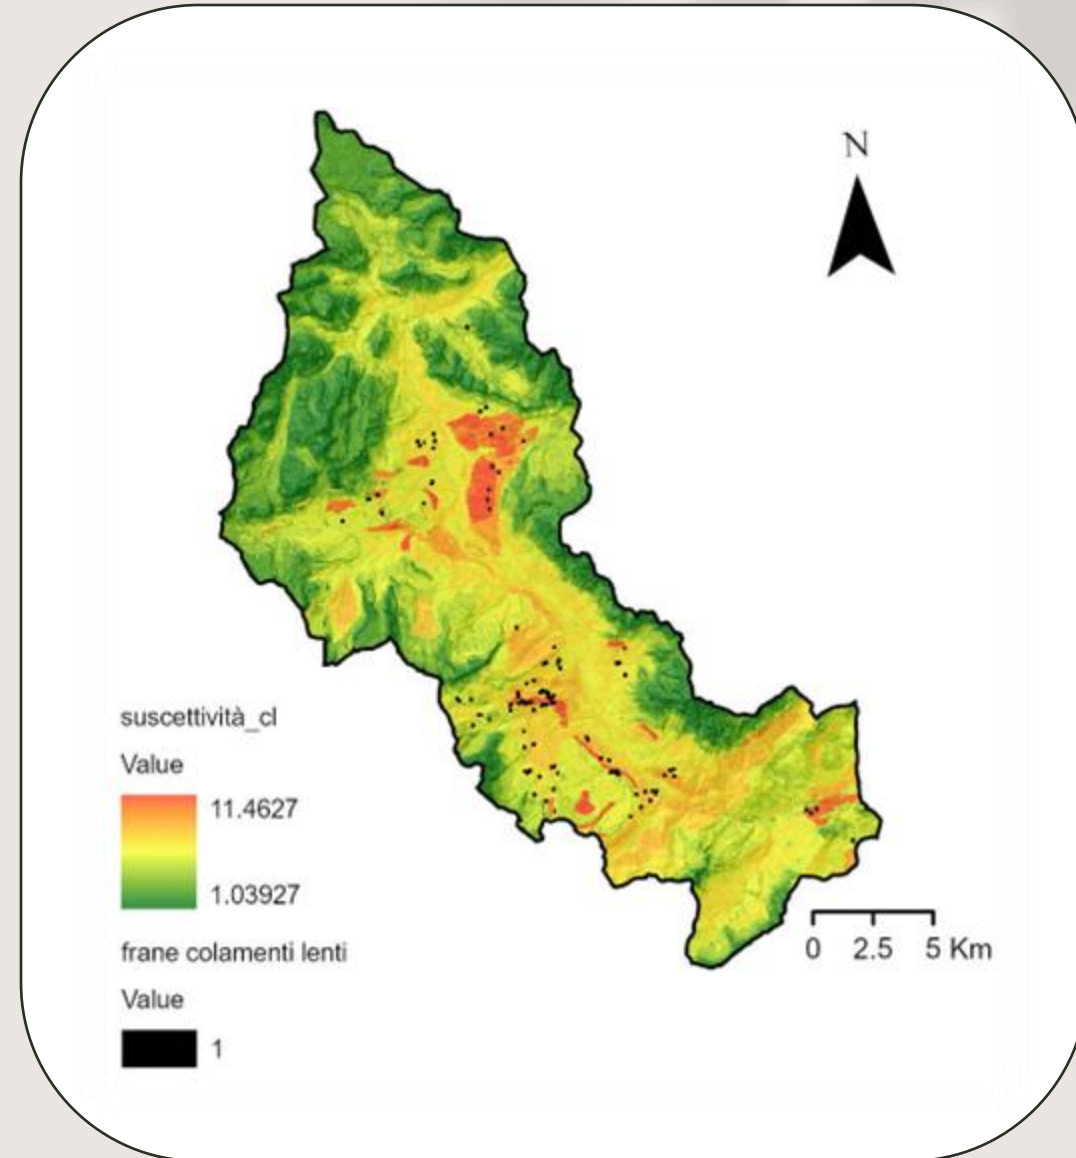 N
suscettività_cl
Value
11.4627
1.03927
frane colamenti lenti
Value
1
0 2.5 5 Km